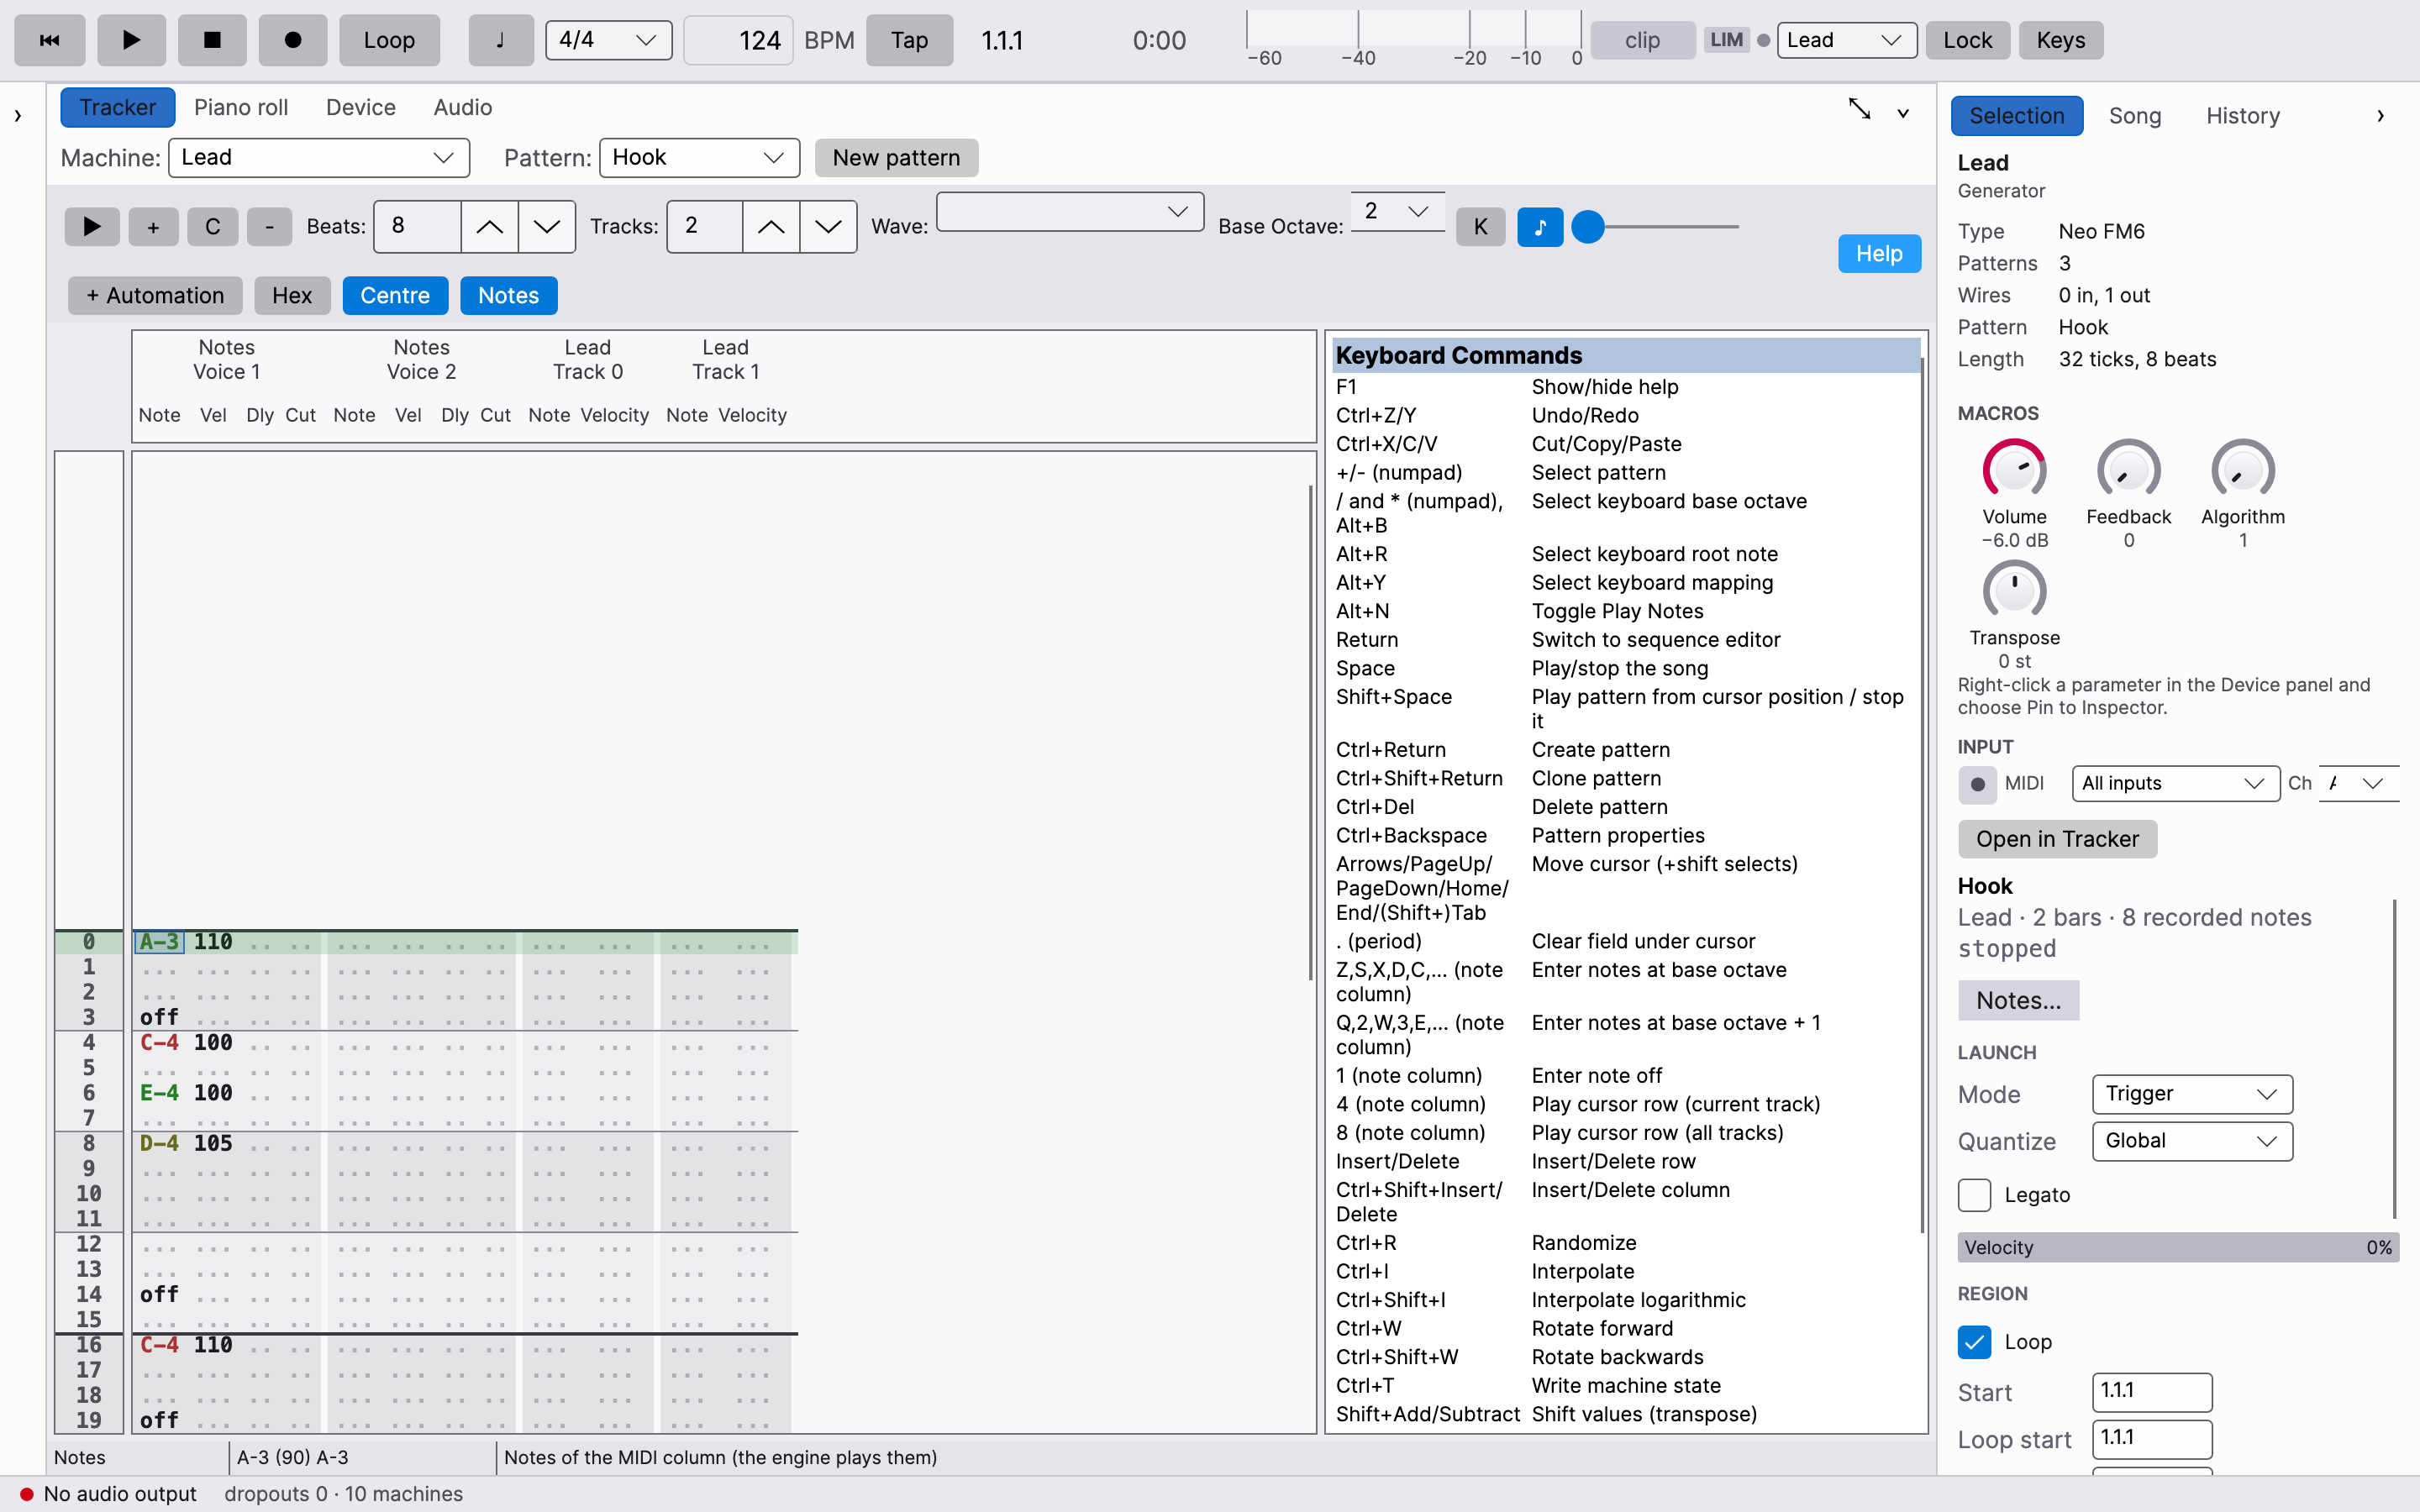 Loop
♩
4/4
124 BPM
Tap
1.1.1
0:00
−60 −40 −20 −10 0
clip
LIM
Lead
Lock
Keys
Tracker Piano roll Device Audio
Machine: Lead Pattern: Hook New pattern
+ C - Beats: 8 Tracks: 2 Wave: Base Octave: 2 K ♪
Help
+ Automation Hex Centre Notes
Notes Notes Lead Lead
Voice 1 Voice 2 Track 0 Track 1
Note Vel Dly Cut Note Vel Dly Cut Note Velocity Note Velocity
0 A-3 110 .. .. ... ... .. .. ... ... ... ...
1 ... ... .. .. ... ... .. .. ... ... ... ...
2 ... ... .. .. ... ... .. .. ... ... ... ...
3 off ... .. .. ... ... .. .. ... ... ... ...
4 C-4 100 .. .. ... ... .. .. ... ... ... ...
5 ... ... .. .. ... ... .. .. ... ... ... ...
6 E-4 100 .. .. ... ... .. .. ... ... ... ...
7 ... ... .. .. ... ... .. .. ... ... ... ...
8 D-4 105 .. .. ... ... .. .. ... ... ... ...
9 ... ... .. .. ... ... .. .. ... ... ... ...
10 ... ... .. .. ... ... .. .. ... ... ... ...
11 ... ... .. .. ... ... .. .. ... ... ... ...
12 ... ... .. .. ... ... .. .. ... ... ... ...
13 ... ... .. .. ... ... .. .. ... ... ... ...
14 off ... .. .. ... ... .. .. ... ... ... ...
15 ... ... .. .. ... ... .. .. ... ... ... ...
16 C-4 110 .. .. ... ... .. .. ... ... ... ...
17 ... ... .. .. ... ... .. .. ... ... ... ...
18 ... ... .. .. ... ... .. .. ... ... ... ...
19 off ... .. .. ... ... .. .. ... ... ... ...
Keyboard Commands
F1 Show/hide help
Ctrl+Z/Y Undo/Redo
Ctrl+X/C/V Cut/Copy/Paste
+/- (numpad) Select pattern
/ and * (numpad), Select keyboard base octave
Alt+B
Alt+R Select keyboard root note
Alt+Y Select keyboard mapping
Alt+N Toggle Play Notes
Return Switch to sequence editor
Space Play/stop the song
Shift+Space Play pattern from cursor position / stop
it
Ctrl+Return Create pattern
Ctrl+Shift+Return Clone pattern
Ctrl+Del Delete pattern
Ctrl+Backspace Pattern properties
Arrows/PageUp/ Move cursor (+shift selects)
PageDown/Home/
End/(Shift+)Tab
. (period) Clear field under cursor
Z,S,X,D,C,... (note Enter notes at base octave
column)
Q,2,W,3,E,... (note Enter notes at base octave + 1
column)
1 (note column) Enter note off
4 (note column) Play cursor row (current track)
8 (note column) Play cursor row (all tracks)
Insert/Delete Insert/Delete row
Ctrl+Shift+Insert/ Insert/Delete column
Delete
Ctrl+R Randomize
Ctrl+I Interpolate
Ctrl+Shift+I Interpolate logarithmic
Ctrl+W Rotate forward
Ctrl+Shift+W Rotate backwards
Ctrl+T Write machine state
Shift+Add/Subtract Shift values (transpose)
Notes A-3 (90) A-3 Notes of the MIDI column (the engine plays them)
No audio output dropouts 0 · 10 machines
Selection Song History
Lead
Generator
Type Neo FM6
Patterns 3
Wires 0 in, 1 out
Pattern Hook
Length 32 ticks, 8 beats
MACROS
Volume Feedback Algorithm
−6.0 dB 0 1
Transpose
0 st
Right-click a parameter in the Device panel and
choose Pin to Inspector.
INPUT
MIDI All inputs Ch
Open in Tracker
Hook
Lead · 2 bars · 8 recorded notes
stopped
Notes...
LAUNCH
Mode Trigger
Quantize Global
Legato
Velocity 0%
REGION
Loop
Start 1.1.1
Loop start 1.1.1